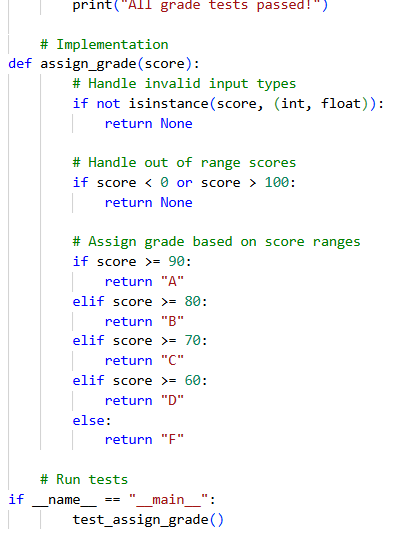 print("All grade tests passed!")

    # Implementation
def assign_grade(score):
        # Handle invalid input types
        if not isinstance(score, (int, float)):
            return None

        # Handle out of range scores
        if score < 0 or score > 100:
            return None

        # Assign grade based on score ranges
        if score >= 90:
            return "A"
        elif score >= 80:
            return "B"
        elif score >= 70:
            return "C"
        elif score >= 60:
            return "D"
        else:
            return "F"

    # Run tests
if __name__ == "__main__":
        test_assign_grade()